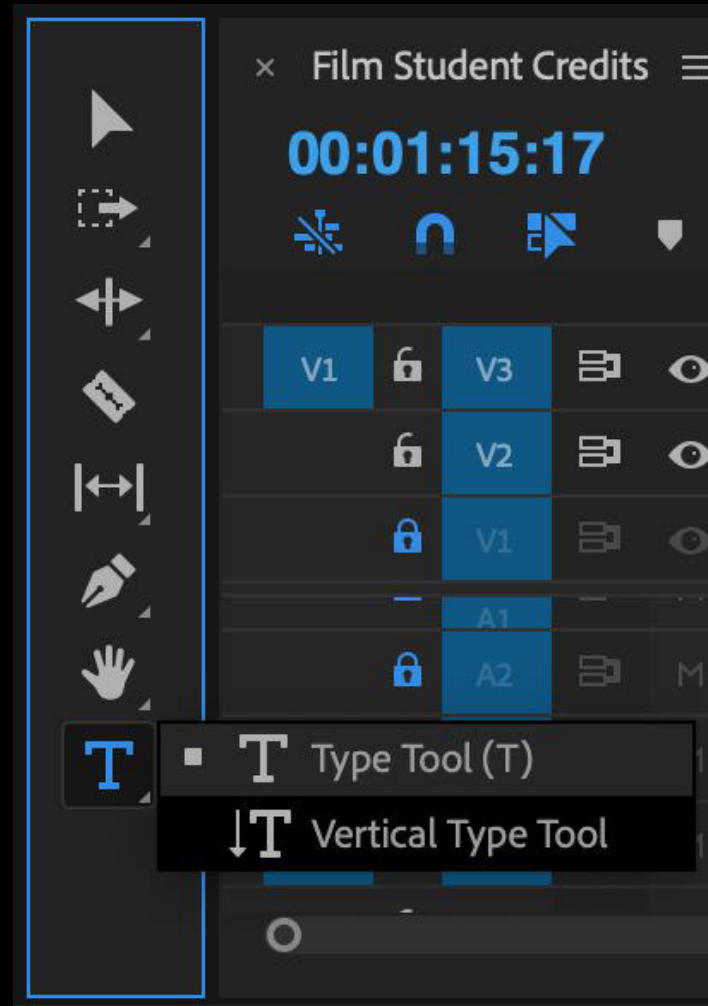 × Film Student Credits
00:01:15:17
V1 V3
V2
V1
A1
A2 M
T Type Tool (T)
T Vertical Type Tool